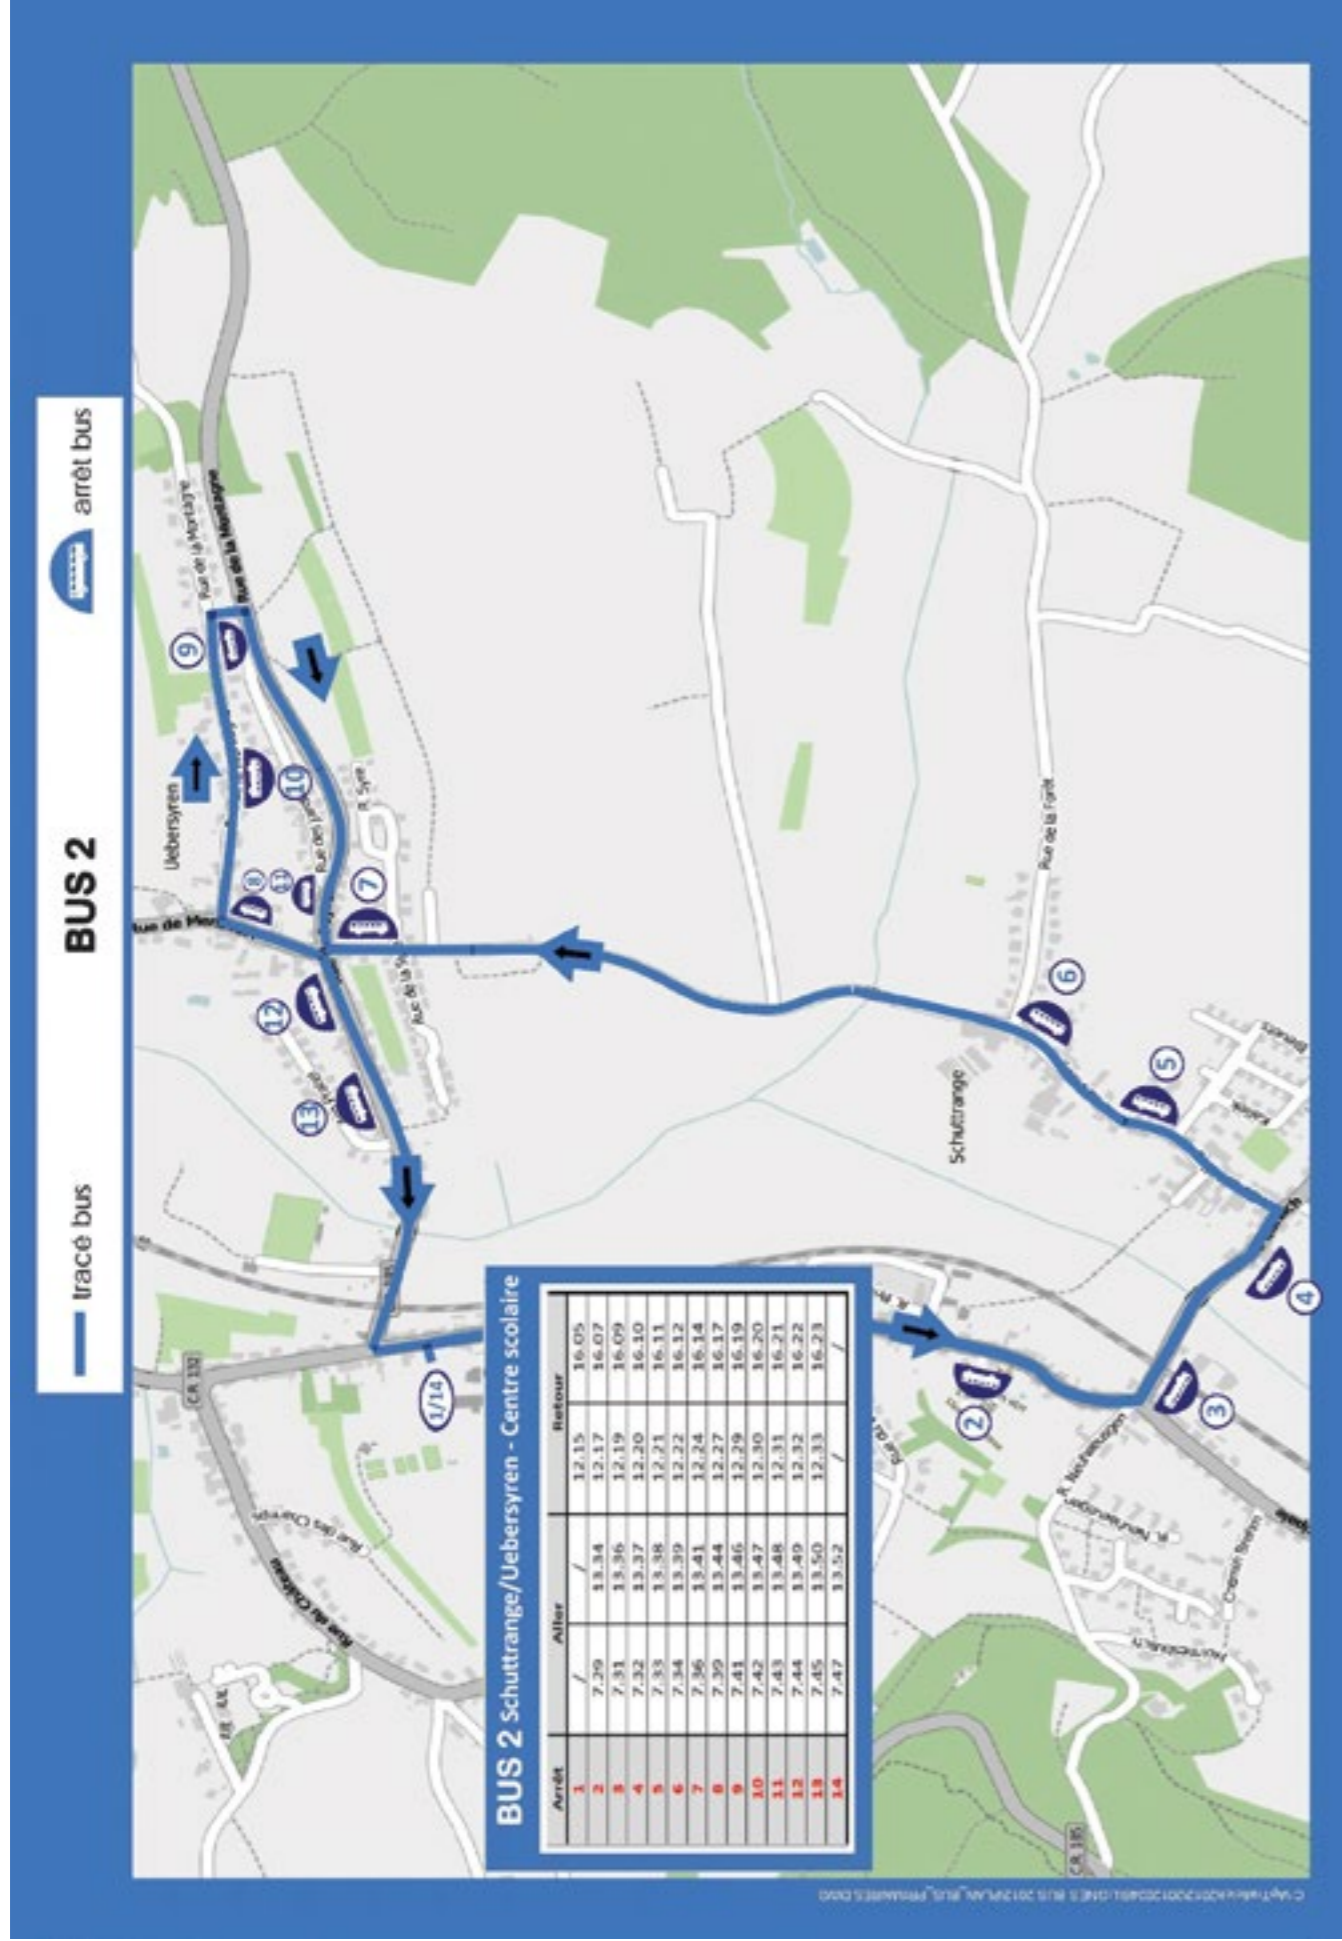 BUS 2
tracé bus
arrêt bus
Uebersyren
Rue de la Montagne
Rue de la Montagne
R. Syre
Rue de la Forêt
Schuttrange
CR 132
Rue des Champs
Rue du Château
R. Neuhaeusgen
R. Neuhaeusgen
CR 185
9
10
8
11
7
12
13
1/14
6
5
4
3
2
BUS 2 Schuttrange/Uebersyren - Centre scolaire
Arrêt Aller Retour
1 / / 12.15 16.05
2 7.29 13.34 12.17 16.07
3 7.31 13.36 12.19 16.09
4 7.32 13.37 12.20 16.10
5 7.33 13.38 12.21 16.11
6 7.34 13.39 12.22 16.12
7 7.36 13.41 12.24 16.14
8 7.39 13.44 12.27 16.17
9 7.41 13.46 12.29 16.19
10 7.42 13.47 12.30 16.20
11 7.43 13.48 12.31 16.21
12 7.44 13.49 12.32 16.22
13 7.45 13.50 12.33 16.23
14 7.47 13.52 / /